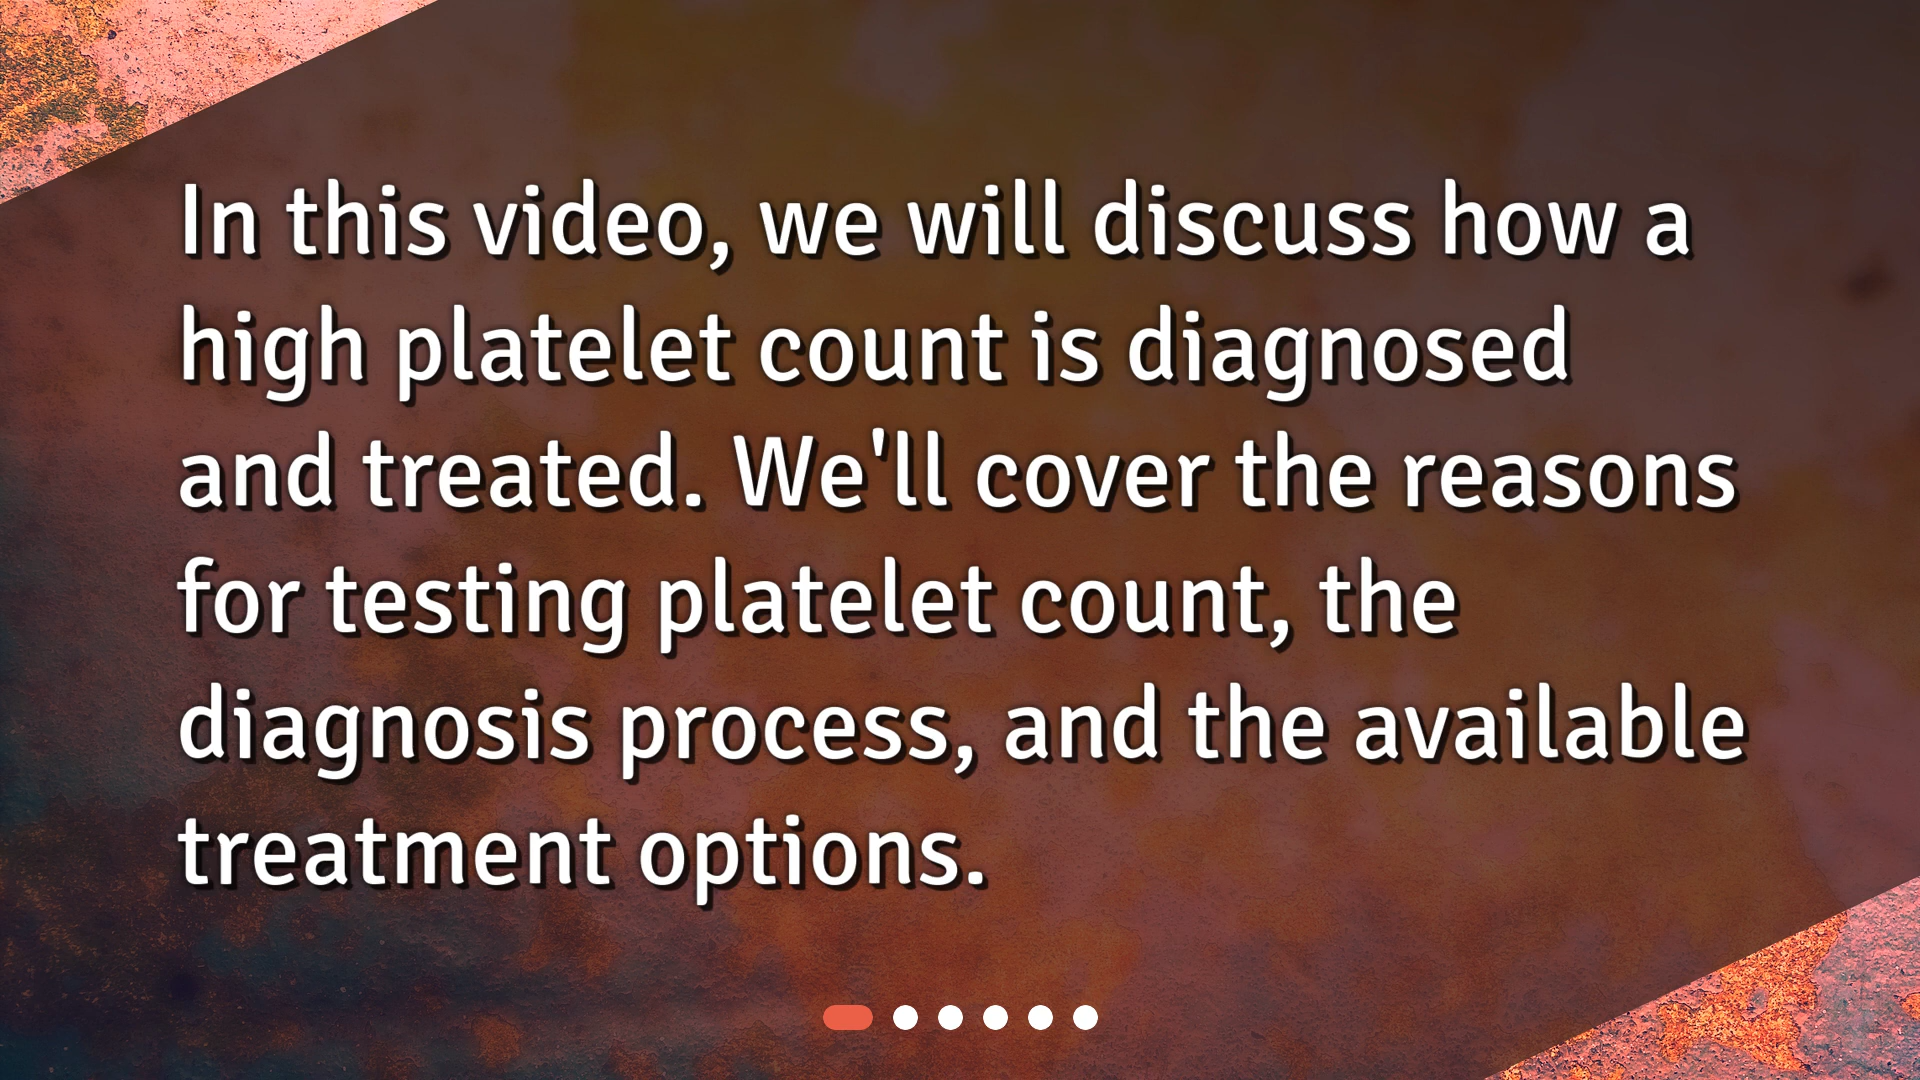 In this video, we will discuss how a
high platelet count is diagnosed
and treated. We'll cover the reasons
for testing platelet count, the
diagnosis process, and the available
treatment options.